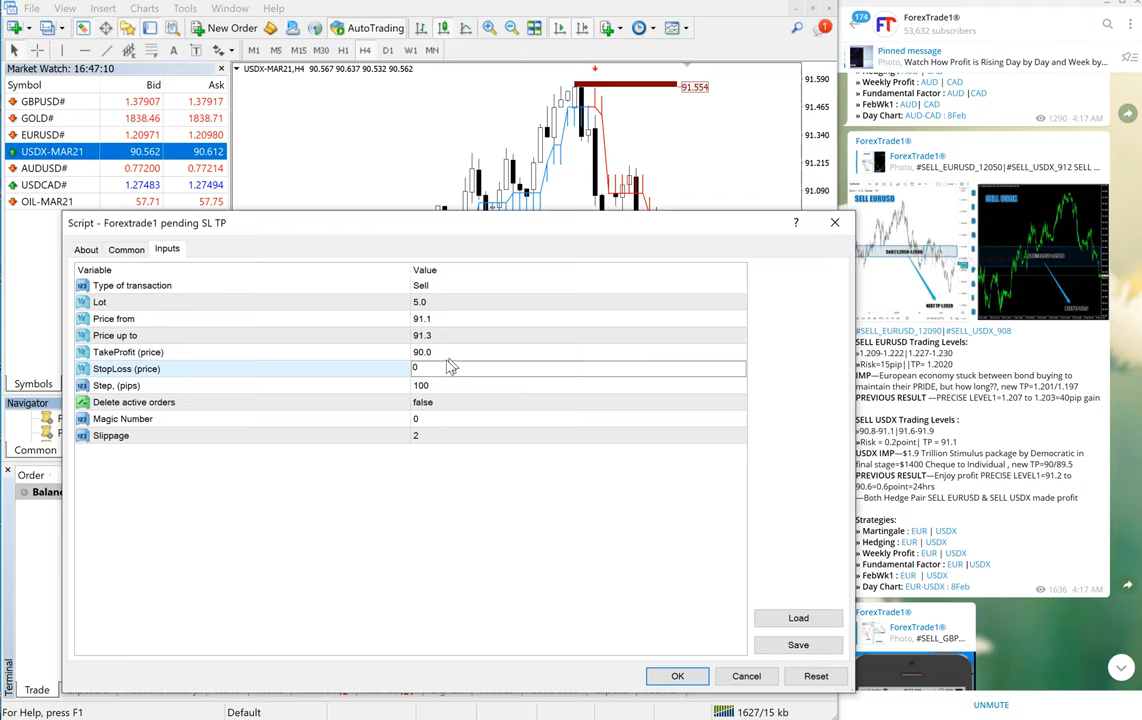 File View Insert Charts Tools Window Help
New Order AutoTrading 1
A T M1 M5 M15 M30 H1 H4 D1 W1 MN
Market Watch: 16:47:10
Symbol Bid Ask
GBPUSD# 1.37907 1.37917
GOLD# 1838.46 1838.71
EURUSD# 1.20971 1.20980
USDX-MAR21 90.562 90.612
AUDUSD# 0.77200 0.77214
USDCAD# 1.27483 1.27494
OIL-MAR21 57.71 57.75
Symbols
Navigator
Common
Order
Balanc
Terminal
Trade
USDX-MAR21,H4 90.567 90.637 90.532 90.562
91.590
91.554
91.465
91.340
91.215
91.090
Script - Forextrade1 pending SL TP
?
About Common Inputs
Variable Value
Type of transaction Sell
Lot 5.0
Price from 91.1
Price up to 91.3
TakeProfit (price) 90.0
StopLoss (price) 0
Step, (pips) 100
Delete active orders false
Magic Number 0
Slippage 2
Load
Save
OK Cancel Reset
For Help, press F1 Default 1627/15 kb
174
FT
ForexTrade1®
53,632 subscribers
Pinned message
Photo, Watch How Profit is Rising Day by Day and Week by...
» Weekly Profit : AUD | CAD
» Fundamental Factor : AUD |CAD
» FebWk1 : AUD| CAD
» Day Chart: AUD-CAD : 8Feb
1290 4:17 AM
ForexTrade1®
ForexTrade1®
Photo, #SELL_EURUSD_12050|#SELL_USDX_912 SELL ...
SELL EURUSD
SELL USDX
NEXT TP :1.2020
#SELL_EURUSD_12090|#SELL_USDX_908
SELL EURUSD Trading Levels:
»1.209-1.222|1.227-1.230
»Risk=15pip||TP= 1.2020
IMP—European economy stuck between bond buying to
maintain their PRIDE, but how long??, new TP=1.201/1.197
PREVIOUS RESULT —PRECISE LEVEL1=1.207 to 1.203=40pip gain
SELL USDX Trading Levels :
»90.8-91.1|91.6-91.9
»Risk = 0.2point| TP = 91.1
USDX IMP—$1.9 Trillion Stimulus package by Democratic in
final stage=$1400 Cheque to Individual , new TP=90/89.5
PREVIOUS RESULT—Enjoy profit PRECISE LEVEL1=91.2 to
90.6=0.6point=24hrs
—Both Hedge Pair SELL EURUSD & SELL USDX made profit
Strategies:
» Martingale : EUR | USDX
» Hedging : EUR | USDX
» Weekly Profit : EUR | USDX
» Fundamental Factor : EUR |USDX
» FebWk1 : EUR | USDX
» Day Chart: EUR-USDX : 8Feb
1636 4:17 AM
ForexTrade1®
ForexTrade1®
Photo, #SELL_GBP...
UNMUTE